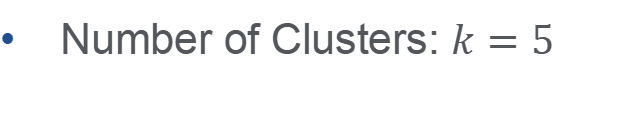 • Number of Clusters: k = 5